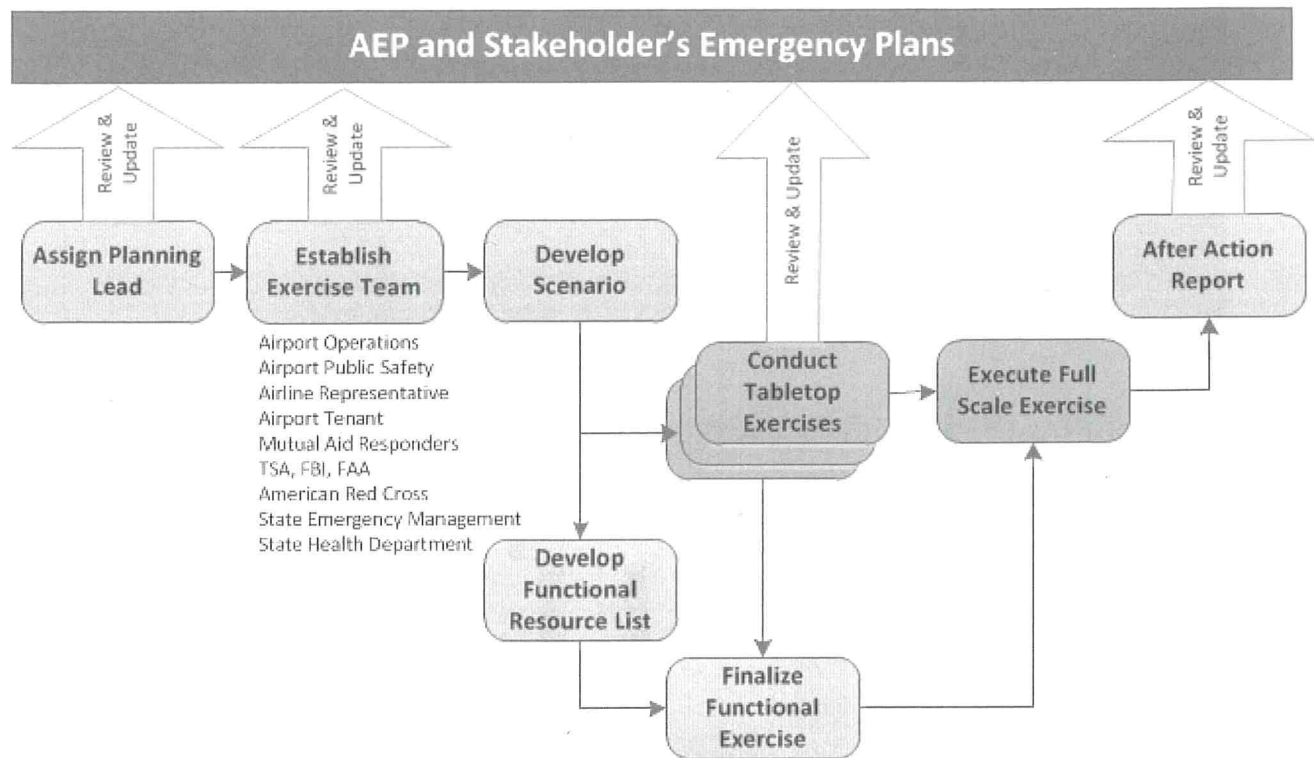 AEP and Stakeholder's Emergency Plans
Review &
Update
Review &
Update
Review & Update
Review &
Update
Assign Planning
Lead
Establish
Exercise Team
Develop
Scenario
After Action
Report
Airport Operations
Airport Public Safety
Airline Representative
Airport Tenant
Mutual Aid Responders
TSA, FBI, FAA
American Red Cross
State Emergency Management
State Health Department
Conduct
Tabletop
Exercises
Execute Full
Scale Exercise
Develop
Functional
Resource List
Finalize
Functional
Exercise